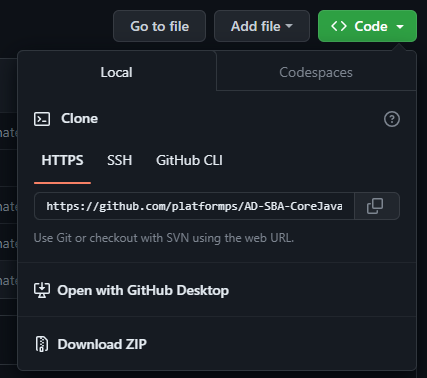 Go to file Add file Code
Local Codespaces
Clone
HTTPS SSH GitHub CLI
https://github.com/platformps/AD-SBA-CoreJava
Use Git or checkout with SVN using the web URL.
Open with GitHub Desktop
Download ZIP